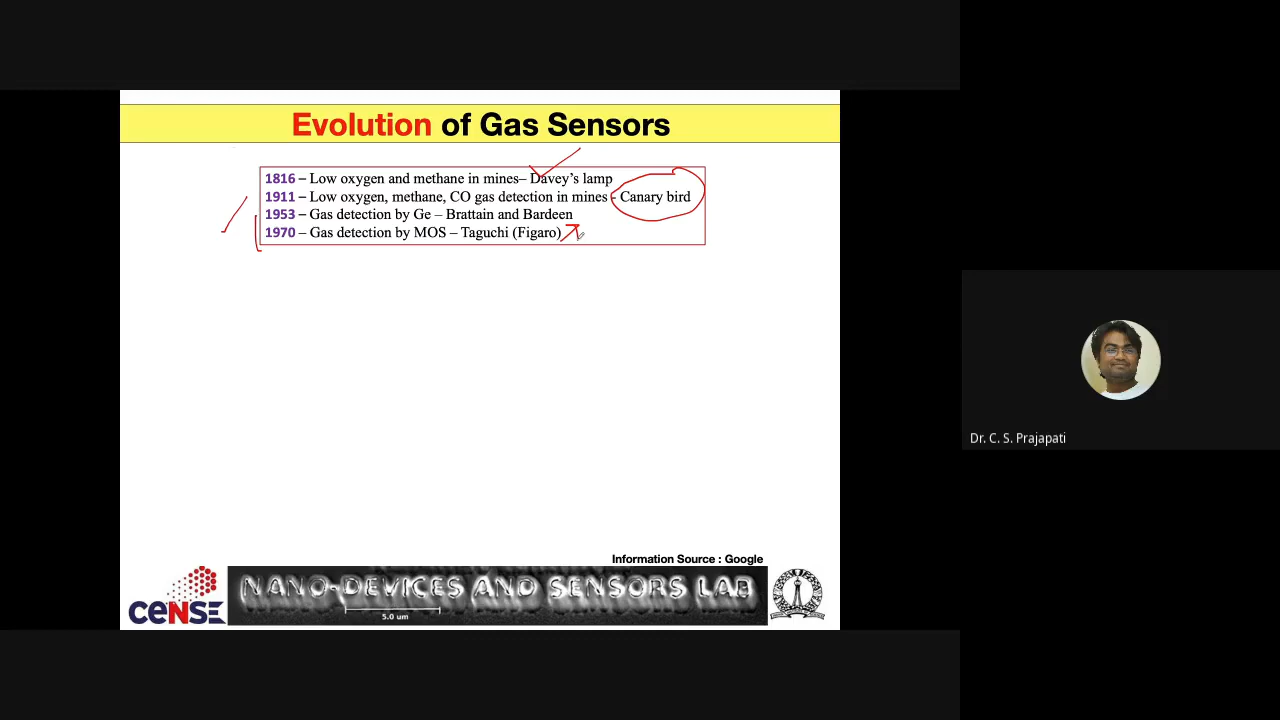 Evolution of Gas Sensors
1816 – Low oxygen and methane in mines– Davey's lamp
1911 – Low oxygen, methane, CO gas detection in mines - Canary bird
1953 – Gas detection by Ge – Brattain and Bardeen
1970 – Gas detection by MOS – Taguchi (Figaro)
Dr. C. S. Prajapati
Information Source : Google
NANO-DEVICES AND SENSORS LAB
ceNSE
5.0 um